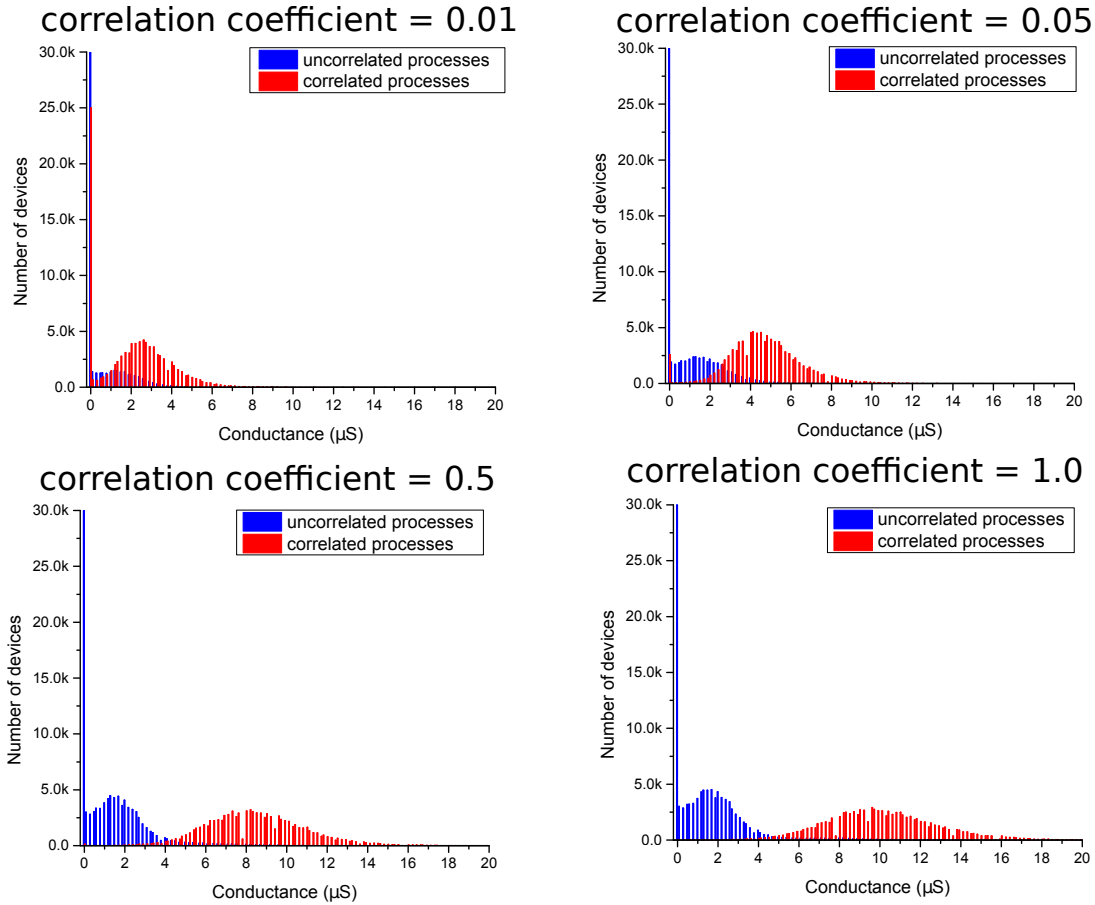 correlation coefficient = 0.01
30.0k
25.0k
20.0k
15.0k
10.0k
5.0k
0.0
Number of devices
uncorrelated processes
correlated processes
0 2 4 6 8 10 12 14 16 18 20
Conductance (µS)
correlation coefficient = 0.05
30.0k
25.0k
20.0k
15.0k
10.0k
5.0k
0.0
Number of devices
uncorrelated processes
correlated processes
0 2 4 6 8 10 12 14 16 18 20
Conductance (µS)
correlation coefficient = 0.5
30.0k
25.0k
20.0k
15.0k
10.0k
5.0k
0.0
Number of devices
uncorrelated processes
correlated processes
0 2 4 6 8 10 12 14 16 18 20
Conductance (µS)
correlation coefficient = 1.0
30.0k
25.0k
20.0k
15.0k
10.0k
5.0k
0.0
Number of devices
uncorrelated processes
correlated processes
0 2 4 6 8 10 12 14 16 18 20
Conductance (µS)